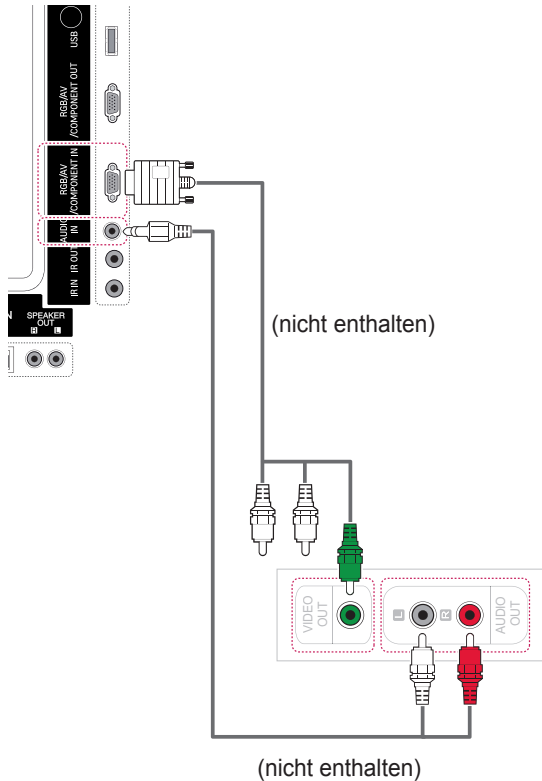 USB
RGB/AV
/COMPONENT OUT
RGB/AV
/COMPONENT IN
AUDIO
IN
IR OUT
IR IN
N
SPEAKER
OUT
R L
(nicht enthalten)
VIDEO
OUT
L
R
AUDIO
OUT
(nicht enthalten)